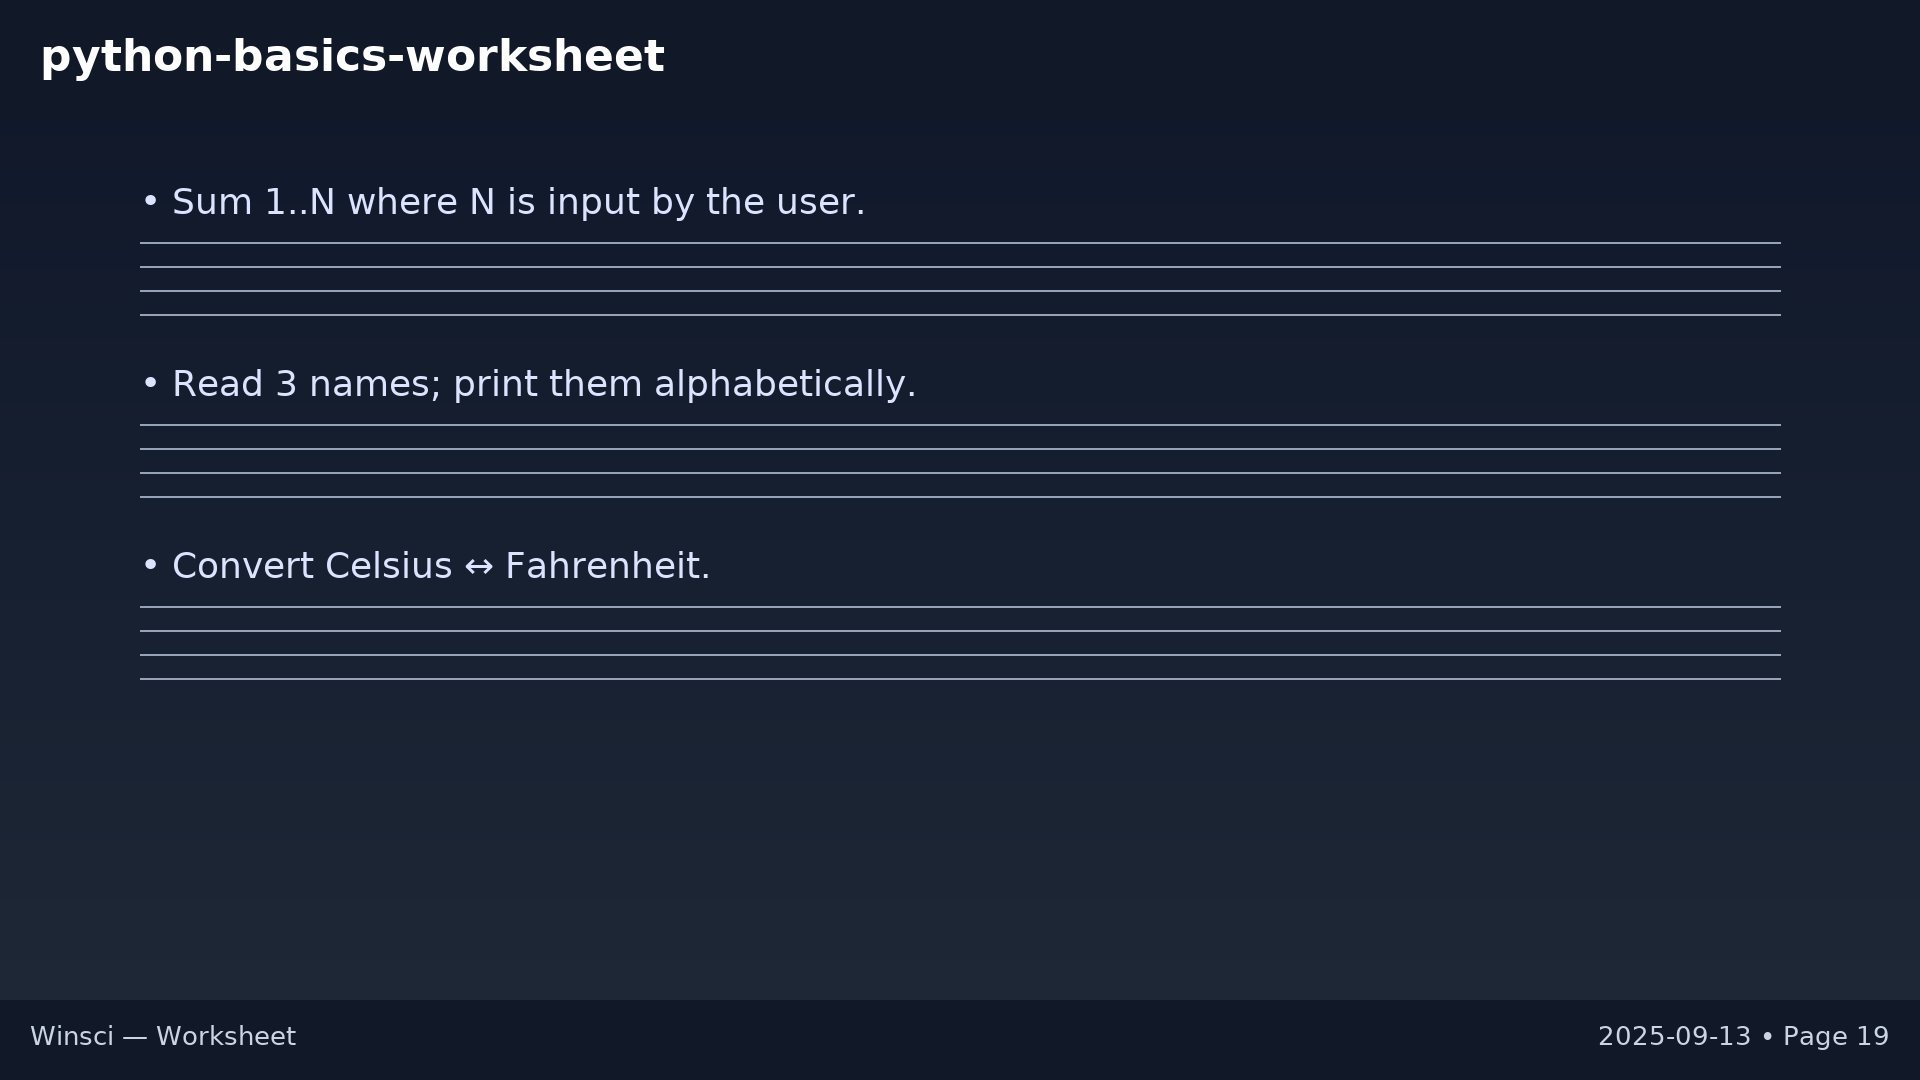 python-basics-worksheet
• Sum 1..N where N is input by the user.
• Read 3 names; print them alphabetically.
• Convert Celsius ↔ Fahrenheit.
Winsci — Worksheet
2025-09-13 • Page 19